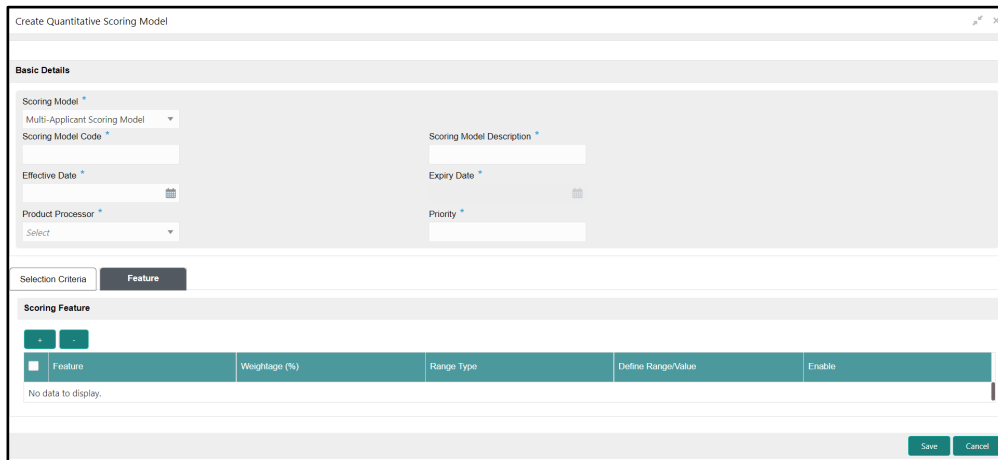 Create Quantitative Scoring Model
Basic Details
Scoring Model *
Multi-Applicant Scoring Model
Scoring Model Code * Scoring Model Description *
Effective Date * Expiry Date *
Product Processor * Priority *
Select
Selection Criteria Feature
Scoring Feature
+ -
Feature Weightage (%) Range Type Define Range/Value Enable
No data to display.
Save Cancel